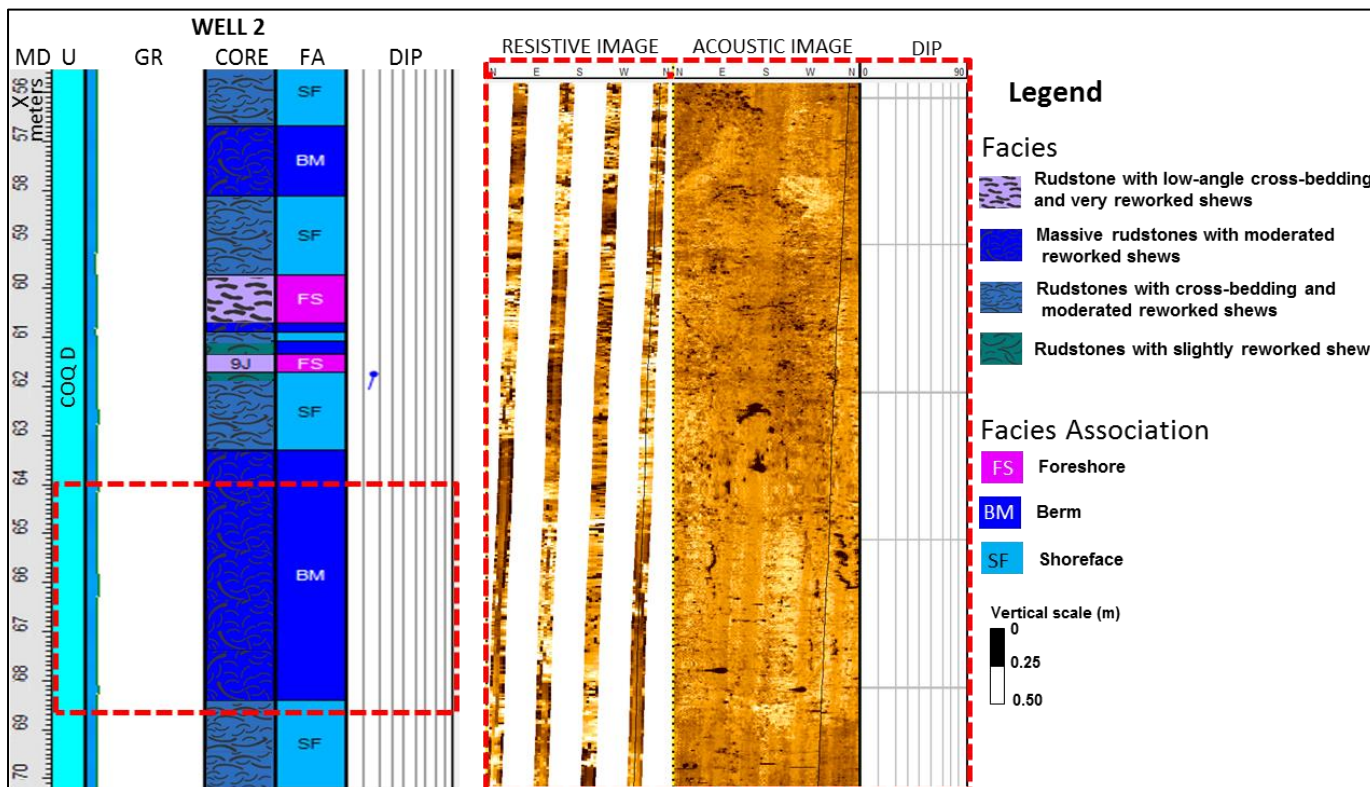 WELL 2
MD U GR CORE FA DIP
RESISTIVE IMAGE ACOUSTIC IMAGE DIP
N E S W N N E S W N 0 90
X
meters
56
57
58
59
60
61
62
63
64
65
66
67
68
69
70
COQ D
SF
BM
SF
FS
9J FS
SF
BM
SF
Legend
Facies
Rudstone with low-angle cross-bedding
and very reworked shews
Massive rudstones with moderated
reworked shews
Rudstones with cross-bedding and
moderated reworked shews
Rudstones with slightly reworked shew
Facies Association
FS Foreshore
BM Berm
SF Shoreface
Vertical scale (m)
0
0.25
0.50